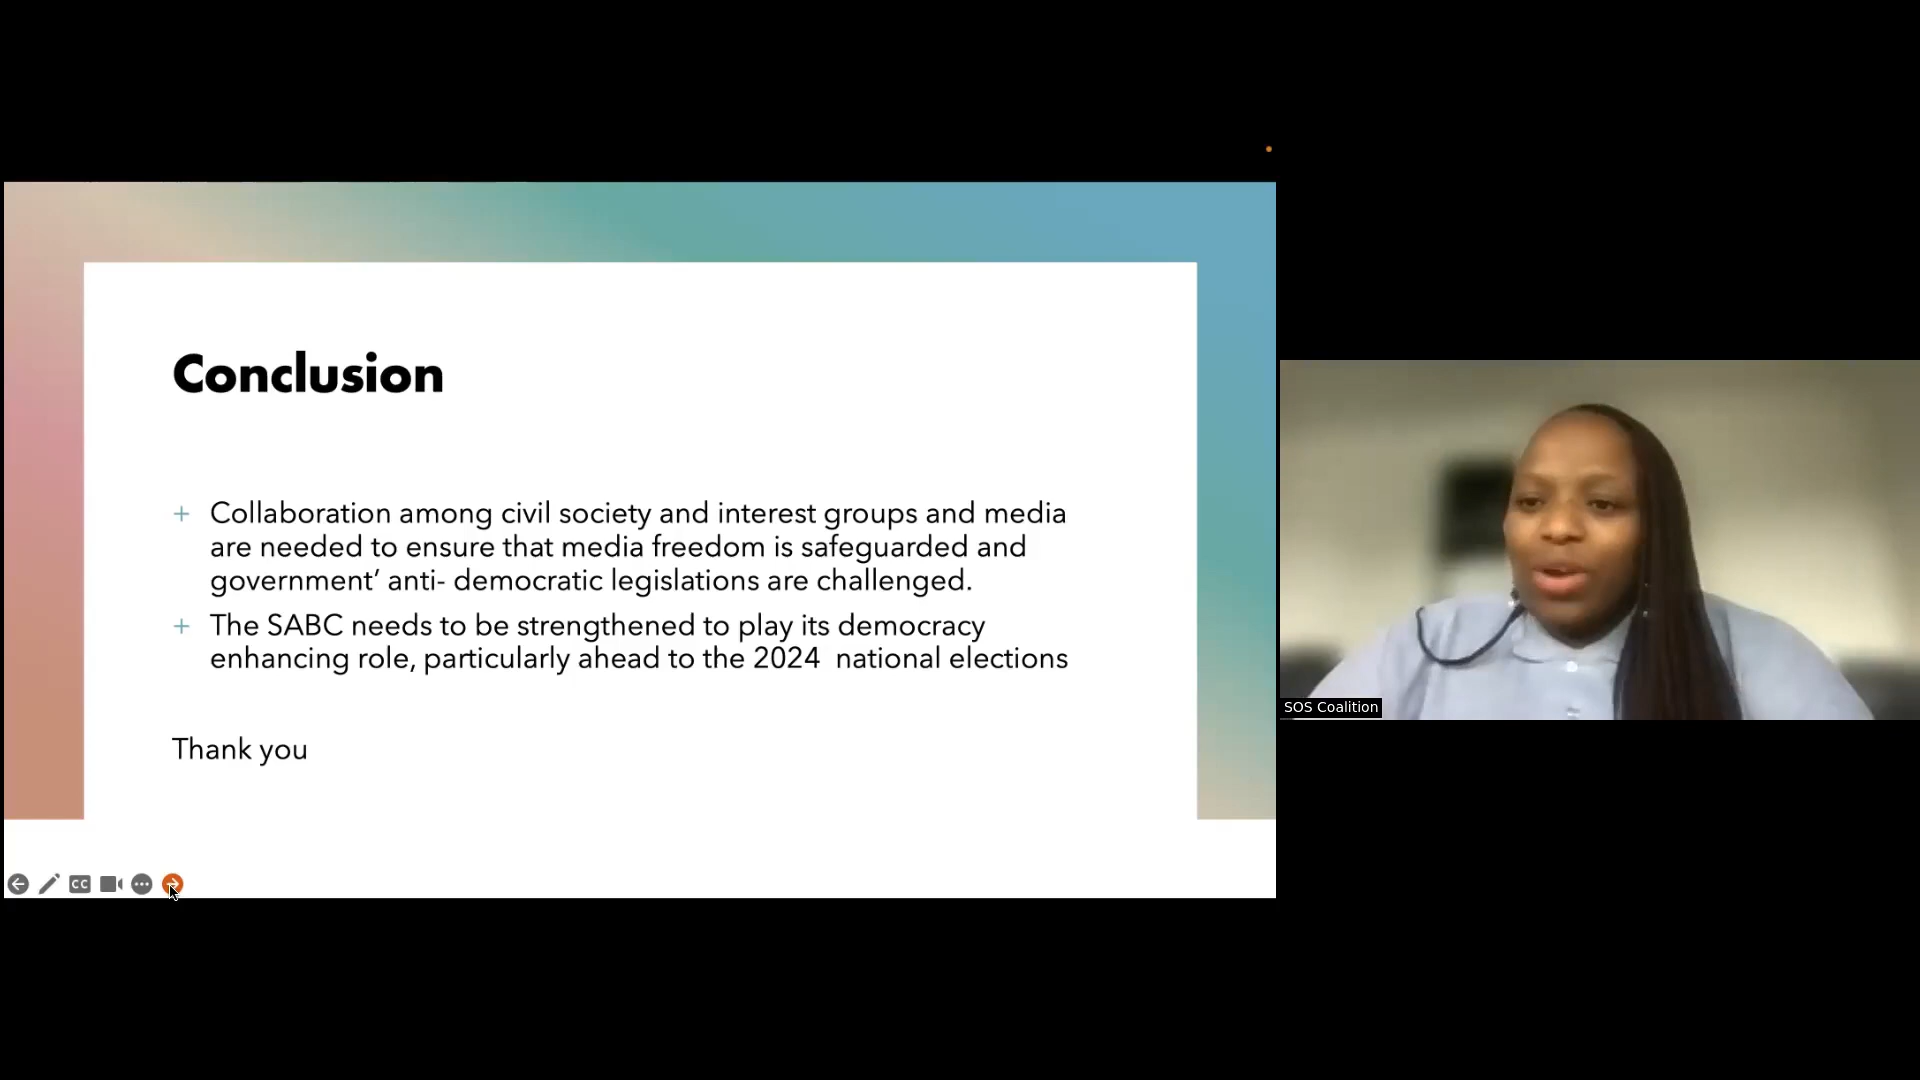 Conclusion
+ Collaboration among civil society and interest groups and media
are needed to ensure that media freedom is safeguarded and
government’ anti- democratic legislations are challenged.
+ The SABC needs to be strengthened to play its democracy
enhancing role, particularly ahead to the 2024  national elections
Thank you
CC
SOS Coalition